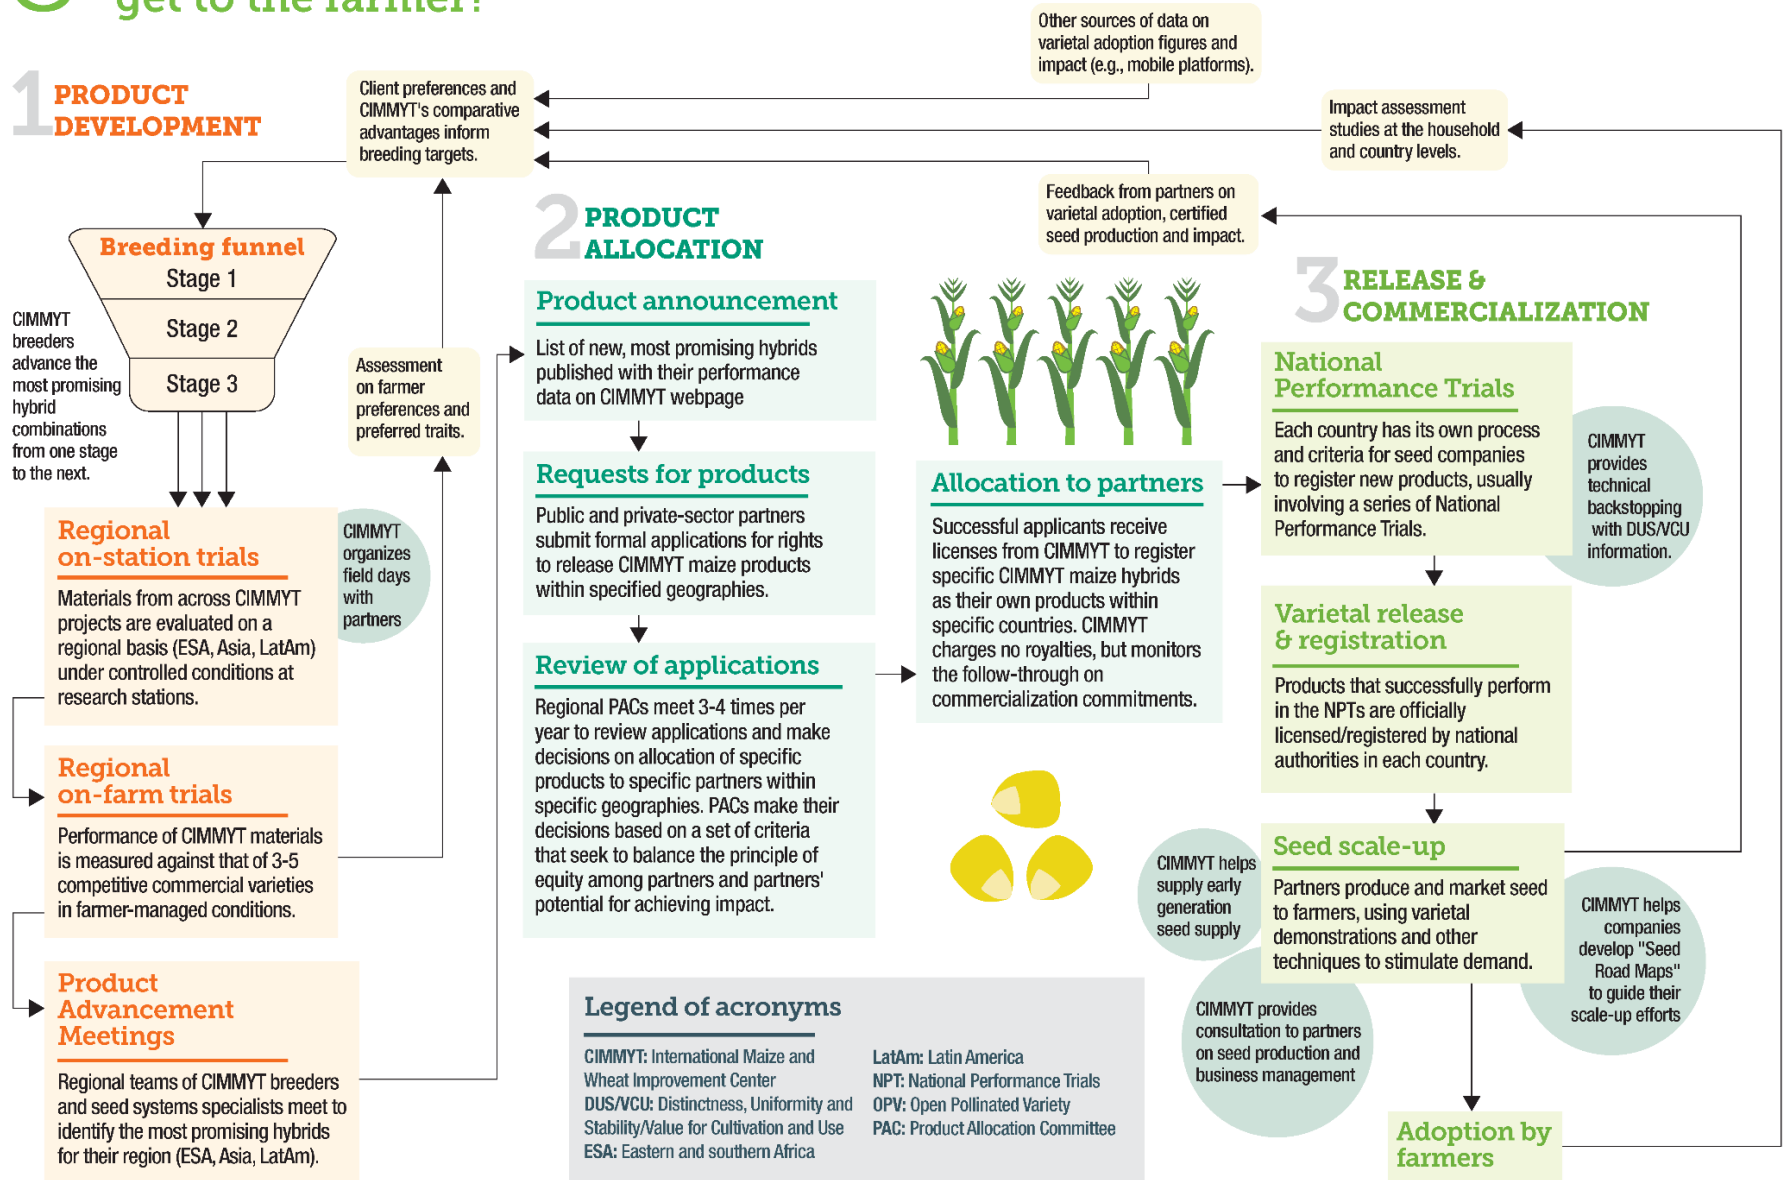 get to the farmer?
1 PRODUCT
DEVELOPMENT
Client preferences and
CIMMYT's comparative
advantages inform
breeding targets.
Other sources of data on
varietal adoption figures and
impact (e.g., mobile platforms).
Impact assessment
studies at the household
and country levels.
Feedback from partners on
varietal adoption, certified
seed production and impact.
Breeding funnel
Stage 1
Stage 2
Stage 3
CIMMYT
breeders
advance the
most promising
hybrid
combinations
from one stage
to the next.
Assessment
on farmer
preferences and
preferred traits.
Regional
on-station trials
Materials from across CIMMYT
projects are evaluated on a
regional basis (ESA, Asia, LatAm)
under controlled conditions at
research stations.
CIMMYT
organizes
field days
with
partners
Regional
on-farm trials
Performance of CIMMYT materials
is measured against that of 3-5
competitive commercial varieties
in farmer-managed conditions.
Product
Advancement
Meetings
Regional teams of CIMMYT breeders
and seed systems specialists meet to
identify the most promising hybrids
for their region (ESA, Asia, LatAm).
2 PRODUCT
ALLOCATION
Product announcement
List of new, most promising hybrids
published with their performance
data on CIMMYT webpage
Requests for products
Public and private-sector partners
submit formal applications for rights
to release CIMMYT maize products
within specified geographies.
Review of applications
Regional PACs meet 3-4 times per
year to review applications and make
decisions on allocation of specific
products to specific partners within
specific geographies. PACs make their
decisions based on a set of criteria
that seek to balance the principle of
equity among partners and partners'
potential for achieving impact.
Allocation to partners
Successful applicants receive
licenses from CIMMYT to register
specific CIMMYT maize hybrids
as their own products within
specific countries. CIMMYT
charges no royalties, but monitors
the follow-through on
commercialization commitments.
3 RELEASE &
COMMERCIALIZATION
National
Performance Trials
Each country has its own process
and criteria for seed companies
to register new products, usually
involving a series of National
Performance Trials.
CIMMYT
provides
technical
backstopping
with DUS/VCU
information.
Varietal release
& registration
Products that successfully perform
in the NPTs are officially
licensed/registered by national
authorities in each country.
Seed scale-up
Partners produce and market seed
to farmers, using varietal
demonstrations and other
techniques to stimulate demand.
CIMMYT helps
supply early
generation
seed supply
CIMMYT provides
consultation to partners
on seed production and
business management
CIMMYT helps
companies
develop "Seed
Road Maps"
to guide their
scale-up efforts
Adoption by
farmers
Legend of acronyms
CIMMYT: International Maize and
Wheat Improvement Center
DUS/VCU: Distinctness, Uniformity and
Stability/Value for Cultivation and Use
ESA: Eastern and southern Africa
LatAm: Latin America
NPT: National Performance Trials
OPV: Open Pollinated Variety
PAC: Product Allocation Committee